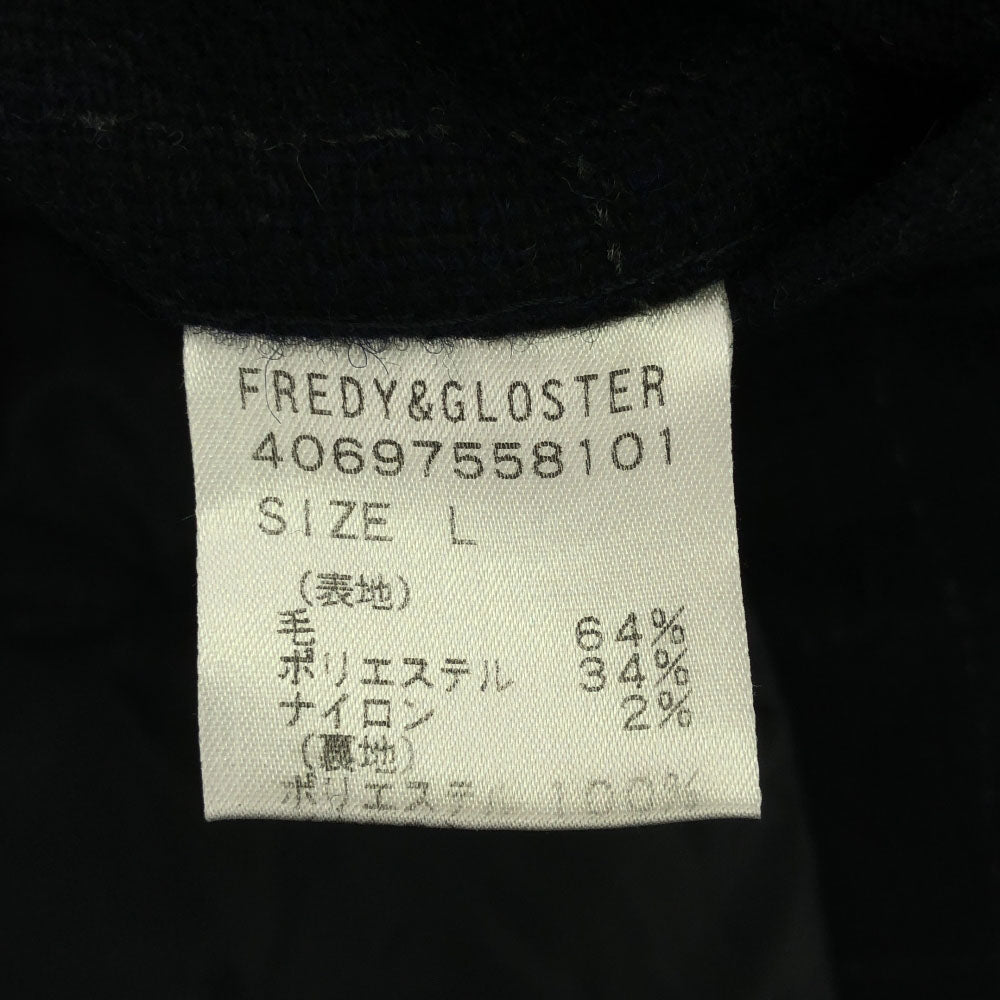 FREDY&GLOSTER
40697558101
SIZE L
(表地)
毛 64%
ポリエステル 34%
ナイロン 2%
(裏地)
ポリエステル 100%